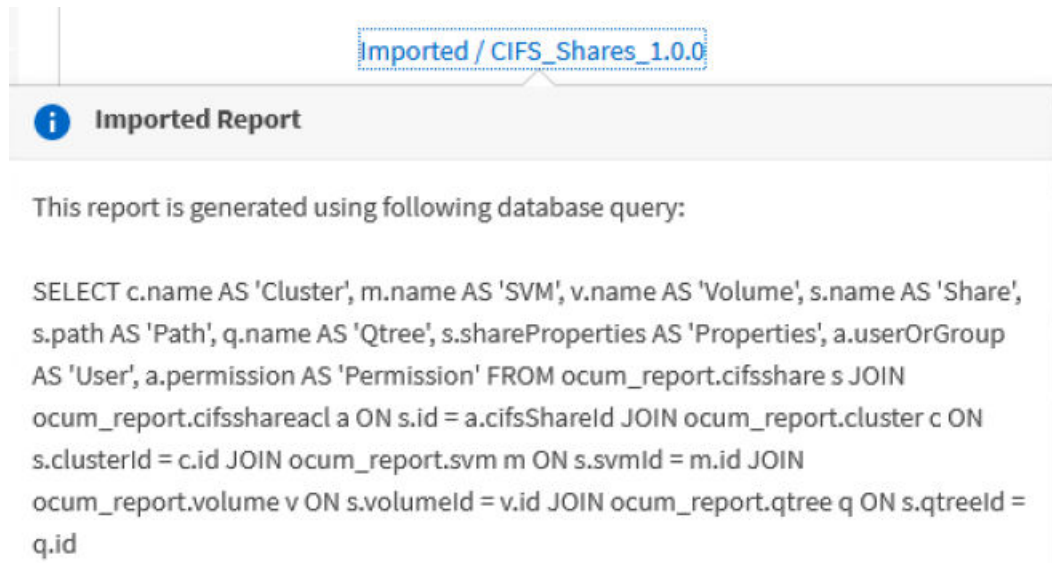 Imported / CIFS_Shares_1.0.0
Imported Report
This report is generated using following database query:
SELECT c.name AS 'Cluster', m.name AS 'SVM', v.name AS 'Volume', s.name AS 'Share',
s.path AS 'Path', q.name AS 'Qtree', s.shareProperties AS 'Properties', a.userOrGroup
AS 'User', a.permission AS 'Permission' FROM ocum_report.cifsshare s JOIN
ocum_report.cifsshareacl a ON s.id = a.cifsShareId JOIN ocum_report.cluster c ON
s.clusterId = c.id JOIN ocum_report.svm m ON s.svmId = m.id JOIN
ocum_report.volume v ON s.volumeId = v.id JOIN ocum_report.qtree q ON s.qtreeId =
q.id